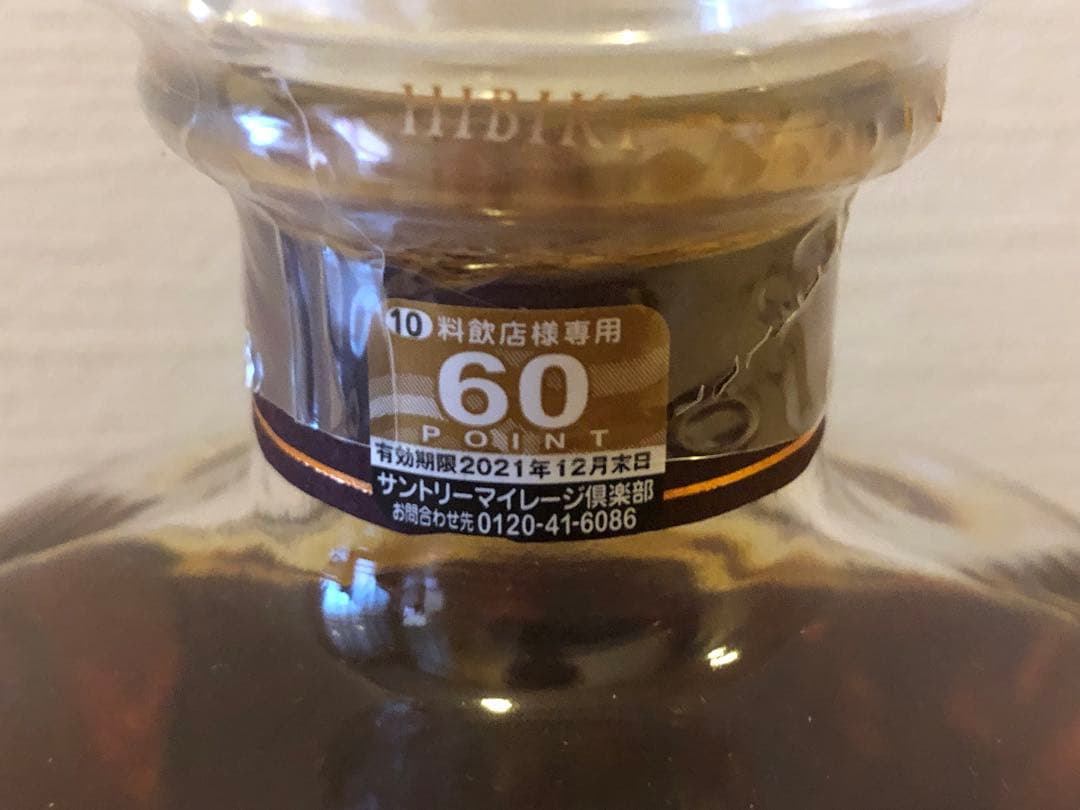 HIBIKI
10 料飲店様専用
60
POINT
有効期限2021年12月末日
サントリーマイレージ倶楽部
お問合わせ先 0120-41-6086